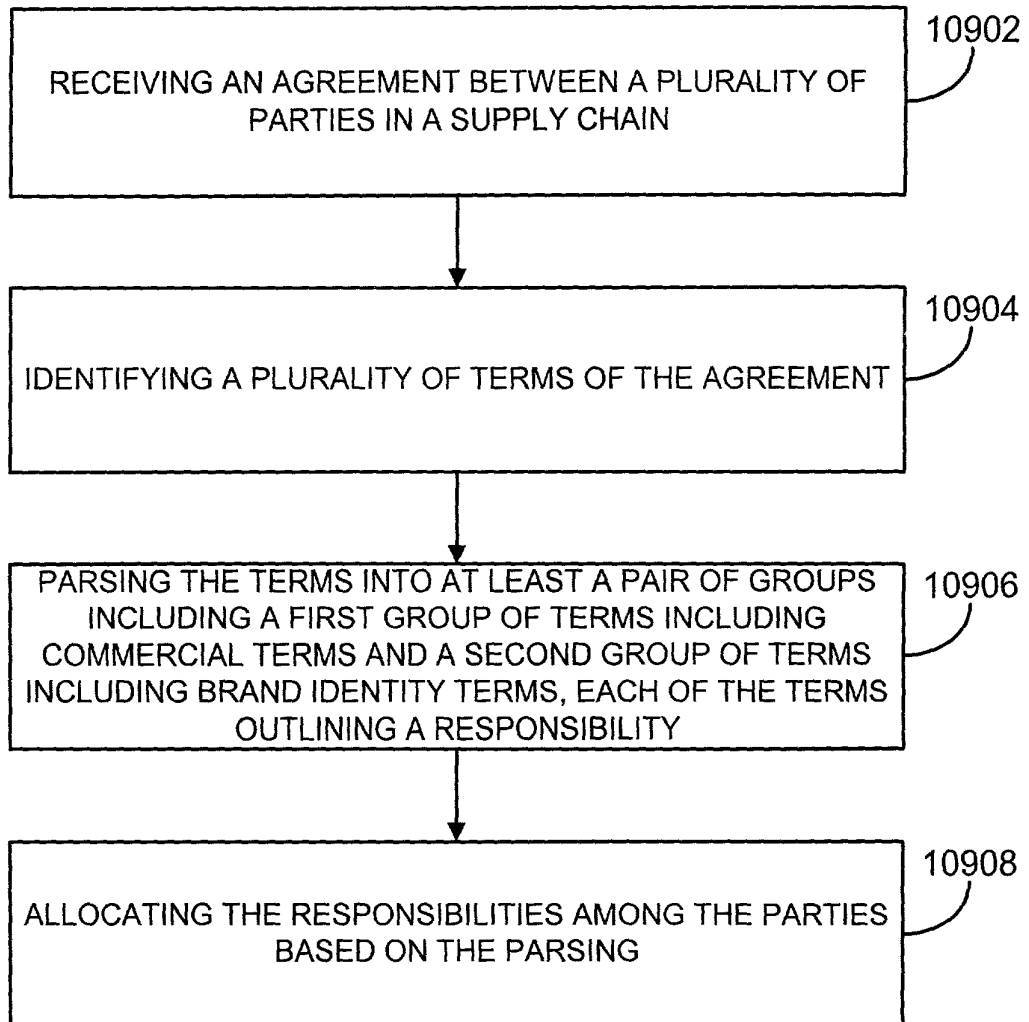 10902
RECEIVING AN AGREEMENT BETWEEN A PLURALITY OF
PARTIES IN A SUPPLY CHAIN
10904
IDENTIFYING A PLURALITY OF TERMS OF THE AGREEMENT
10906
PARSING THE TERMS INTO AT LEAST A PAIR OF GROUPS
INCLUDING A FIRST GROUP OF TERMS INCLUDING
COMMERCIAL TERMS AND A SECOND GROUP OF TERMS
INCLUDING BRAND IDENTITY TERMS, EACH OF THE TERMS
OUTLINING A RESPONSIBILITY
10908
ALLOCATING THE RESPONSIBILITIES AMONG THE PARTIES
BASED ON THE PARSING